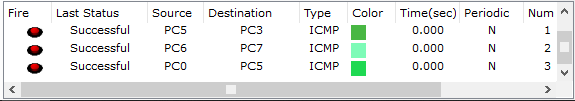 Fire Last Status Source Destination Type Color Time(sec) Periodic Num
Successful PC5 PC3 ICMP 0.000 N 1
Successful PC6 PC7 ICMP 0.000 N 2
Successful PC0 PC5 ICMP 0.000 N 3